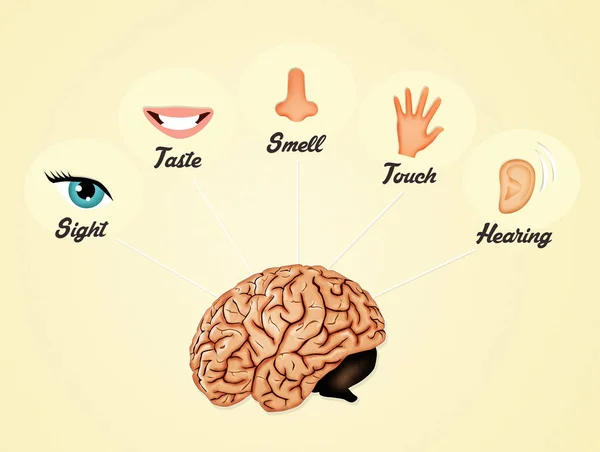 Sight
Taste
Smell
Touch
Hearing